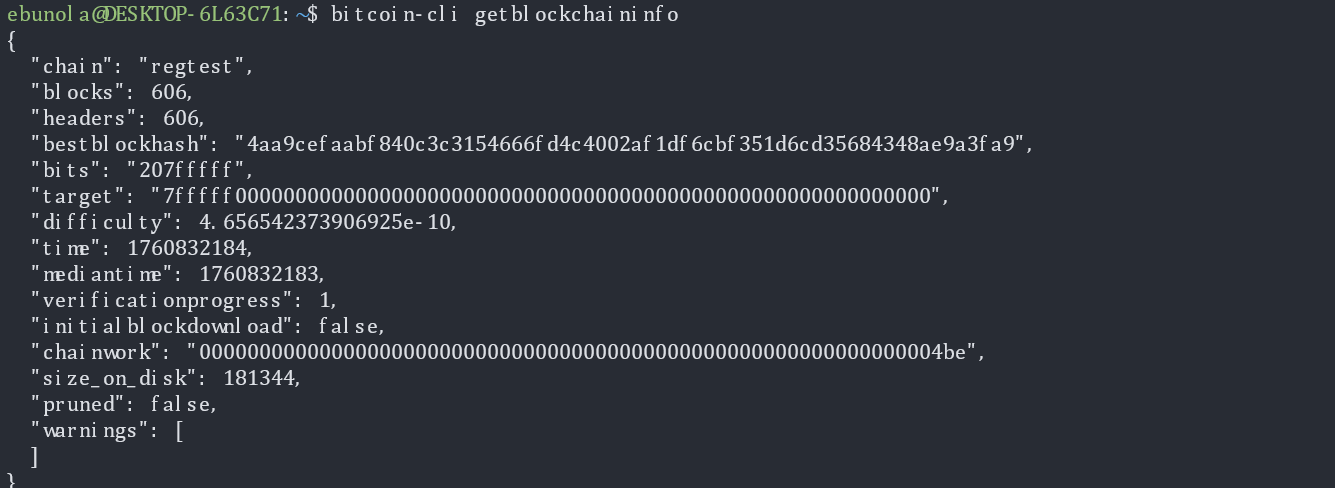 ebunola@DESKTOP-6L63C71:~$ bitcoin-cli getblockchaininfo
{
  "chain": "regtest",
  "blocks": 606,
  "headers": 606,
  "bestblockhash": "4aa9cefaabf840c3c3154666fd4c4002af1df6cbf351d6cd35684348ae9a3fa9",
  "bits": "207fffff",
  "target": "7fffff0000000000000000000000000000000000000000000000000000000000",
  "difficulty": 4.656542373906925e-10,
  "time": 1760832184,
  "mediantime": 1760832183,
  "verificationprogress": 1,
  "initialblockdownload": false,
  "chainwork": "00000000000000000000000000000000000000000000000000000000000004be",
  "size_on_disk": 181344,
  "pruned": false,
  "warnings": [
  ]
}